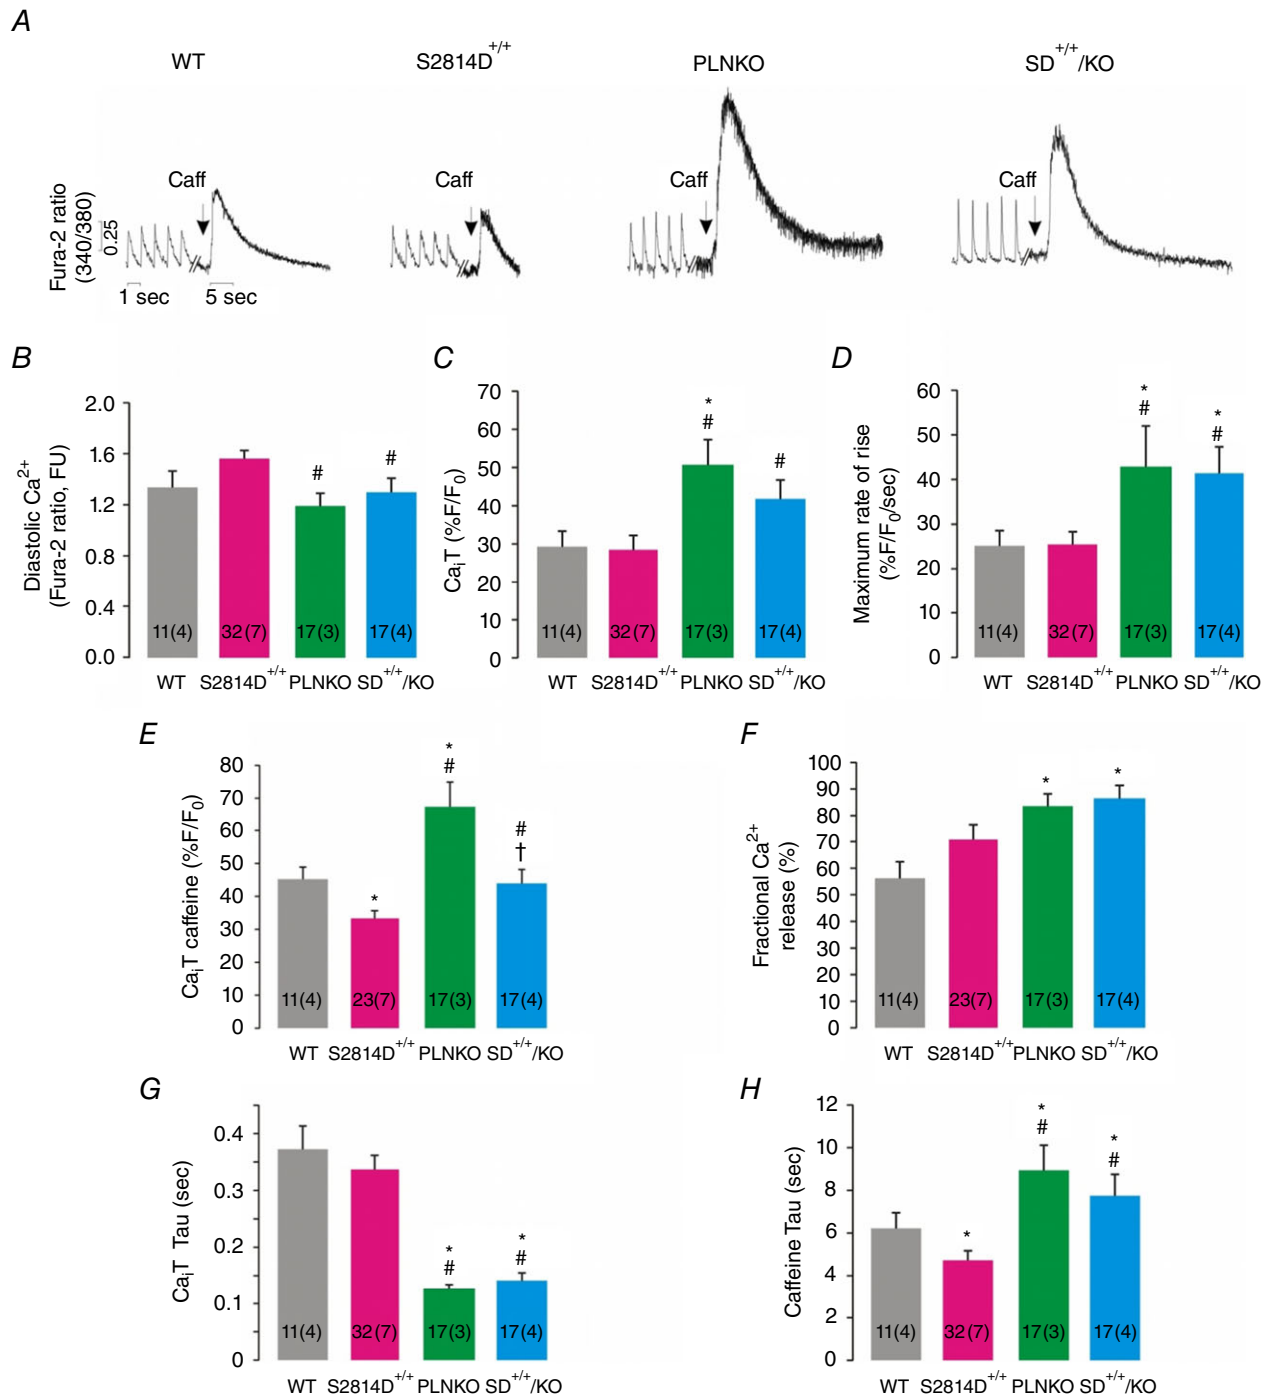 A
WT
S2814D+/+
PLNKO
SD+/+/KO
Fura-2 ratio
(340/380)
0.25
Caff
Caff
Caff
Caff
1 sec
5 sec
B
Diastolic Ca2+
(Fura-2 ratio, FU)
2.0
1.6
1.2
0.8
0.4
0.0
#
#
11(4)
32(7)
17(3)
17(4)
WT
S2814D+/+
PLNKO
SD+/+/KO
C
CaiT (%F/F0)
70
60
50
40
30
20
10
0
*
#
#
11(4)
32(7)
17(3)
17(4)
WT
S2814D+/+
PLNKO
SD+/+/KO
D
Maximum rate of rise
(%F/F0/sec)
60
50
40
30
20
10
0
*
#
*
#
11(4)
32(7)
17(3)
17(4)
WT
S2814D+/+
PLNKO
SD+/+/KO
E
CaiT caffeine (%F/F0)
80
70
60
50
40
30
20
10
0
*
*
#
#
†
11(4)
23(7)
17(3)
17(4)
WT
S2814D+/+
PLNKO
SD+/+/KO
F
Fractional Ca2+
release (%)
100
90
80
70
60
50
40
30
20
10
0
*
*
11(4)
23(7)
17(3)
17(4)
WT
S2814D+/+
PLNKO
SD+/+/KO
G
CaiT Tau (sec)
0.4
0.3
0.2
0.1
0
*
#
*
#
11(4)
32(7)
17(3)
17(4)
WT
S2814D+/+
PLNKO
SD+/+/KO
H
Caffeine Tau (sec)
12
10
8
6
4
2
0
*
*
#
*
#
11(4)
32(7)
17(3)
17(4)
WT
S2814D+/+
PLNKO
SD+/+/KO